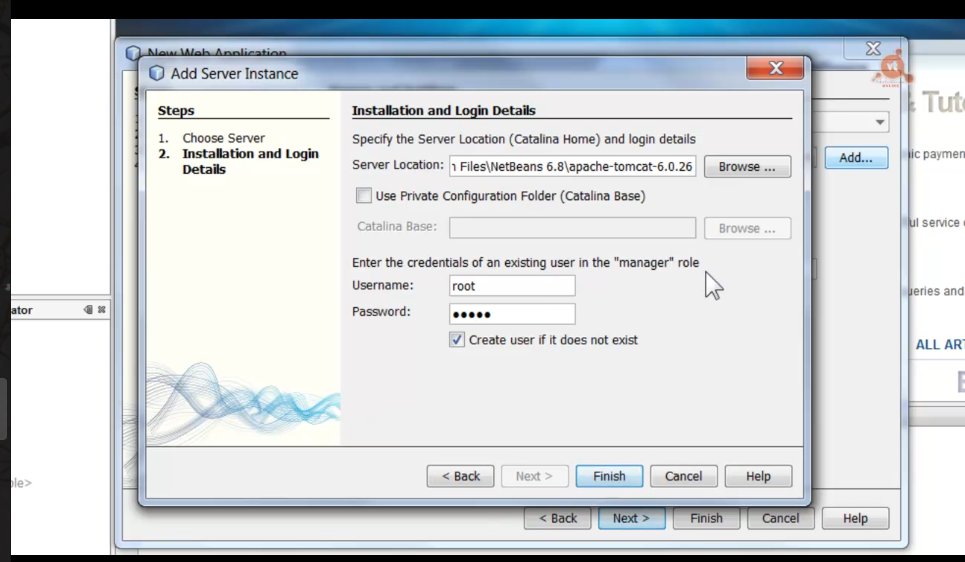 New Web Application
Add Server Instance
Steps
1. Choose Server
2. Installation and Login
Details
Installation and Login Details
Specify the Server Location (Catalina Home) and login details
Server Location: Files\NetBeans 6.8\apache-tomcat-6.0.26 Browse ...
Use Private Configuration Folder (Catalina Base)
Catalina Base: Browse ...
Enter the credentials of an existing user in the "manager" role
Username: root
Password: •••••
Create user if it does not exist
< Back Next > Finish Cancel Help
Add...
< Back Next > Finish Cancel Help
ator
ple>
& Tuto
ic paymen
ul service
ueries and
ALL ART